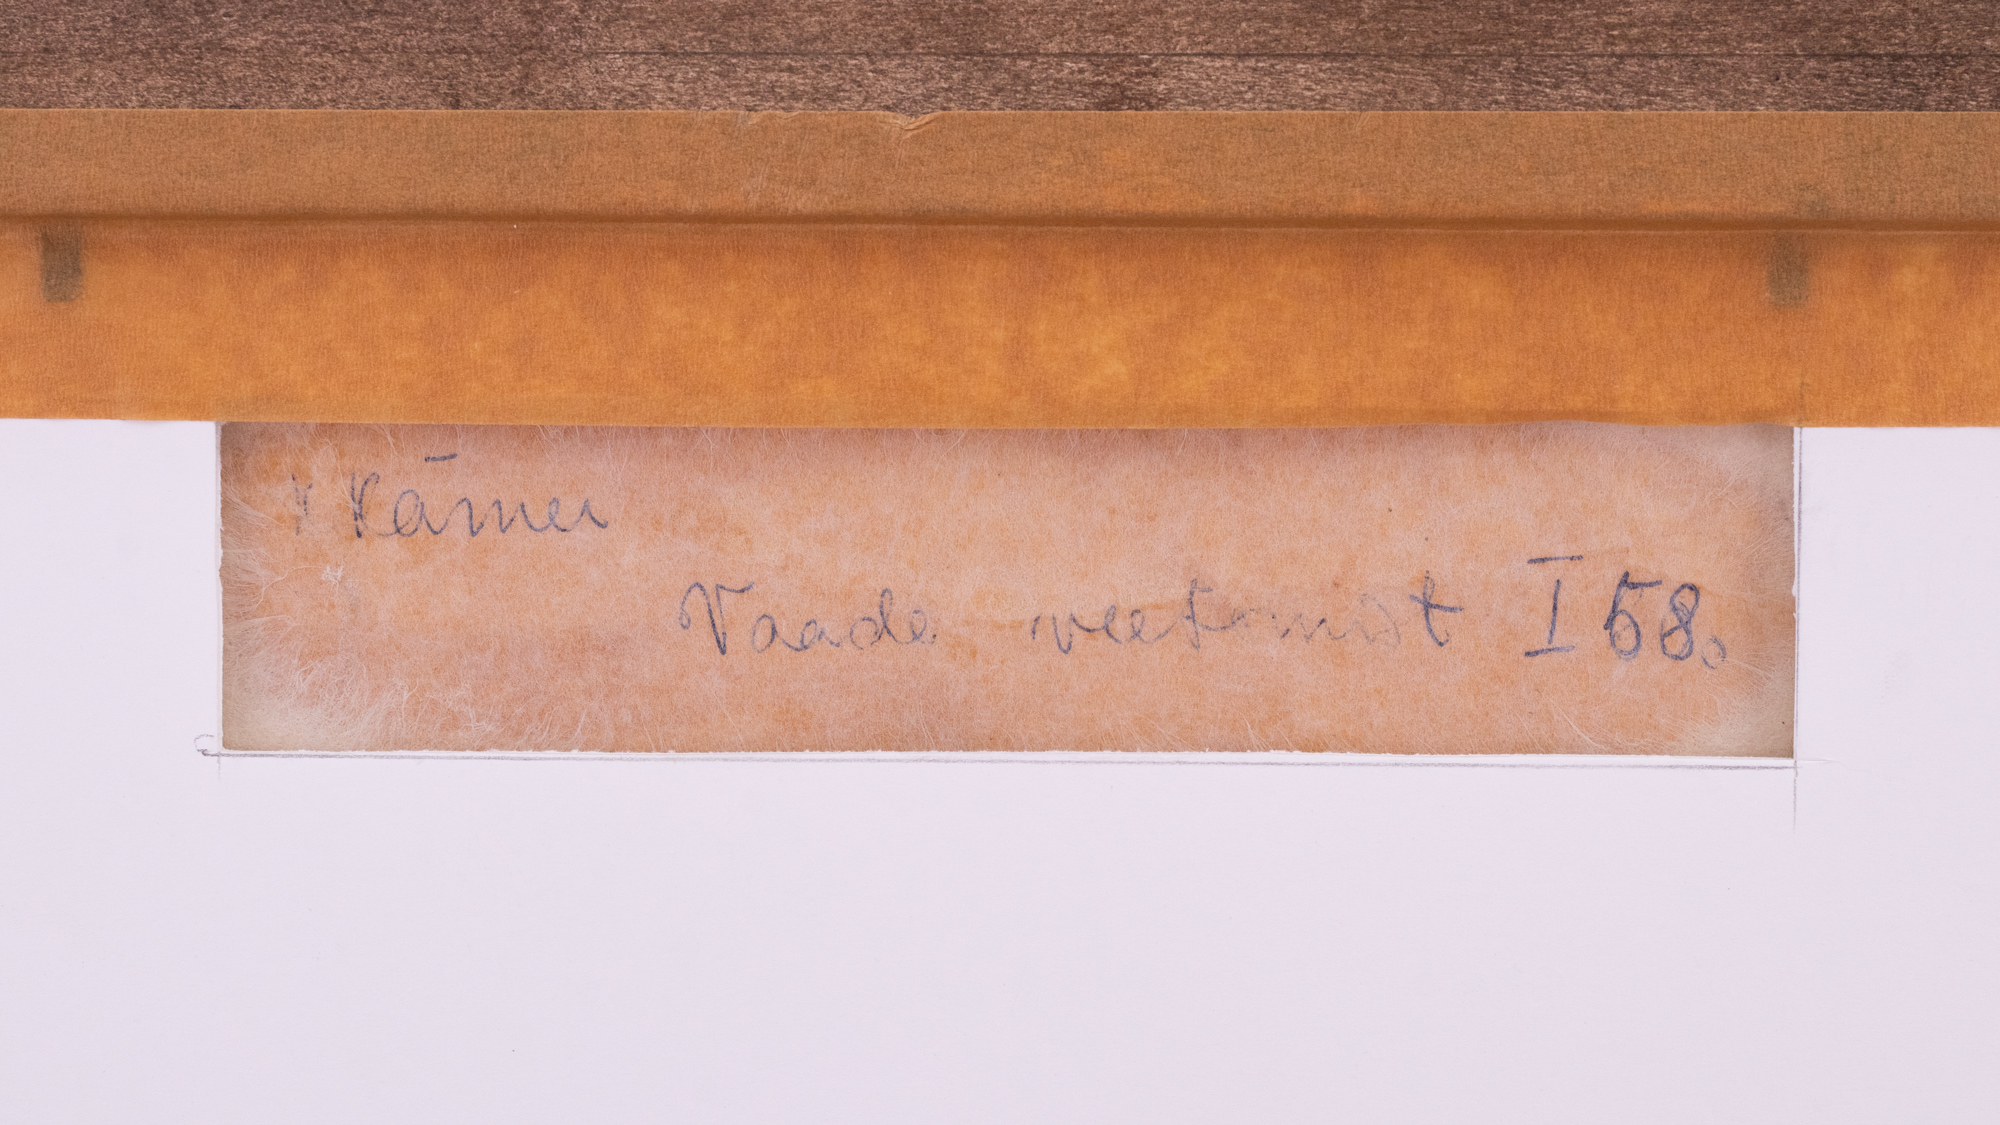 Kärner
Vaade veetornist I 58.